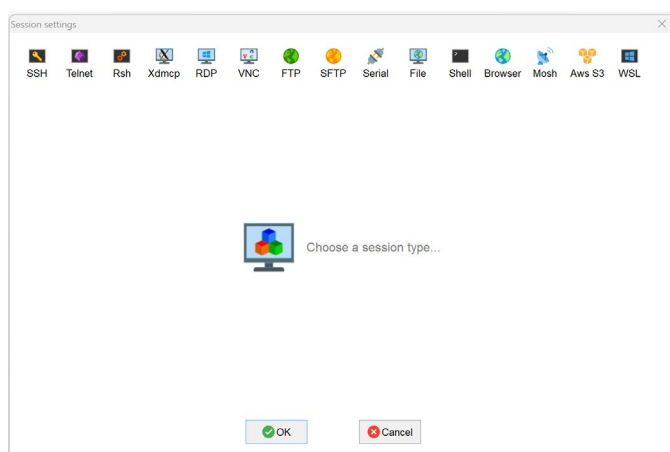 Session settings
SSH Telnet Rsh Xdmcp RDP VNC FTP SFTP Serial File Shell Browser Mosh Aws S3 WSL
Choose a session type...
OK Cancel